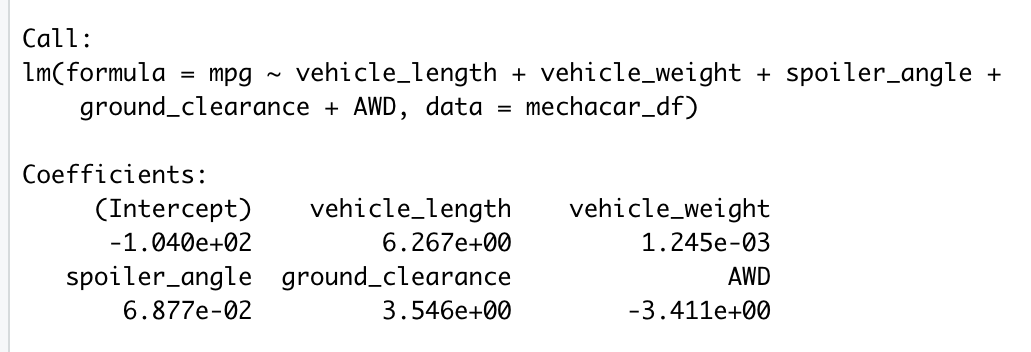 Call:
lm(formula = mpg ~ vehicle_length + vehicle_weight + spoiler_angle +
    ground_clearance + AWD, data = mechacar_df)

Coefficients:
     (Intercept)    vehicle_length    vehicle_weight
      -1.040e+02         6.267e+00         1.245e-03
   spoiler_angle  ground_clearance               AWD
       6.877e-02         3.546e+00        -3.411e+00